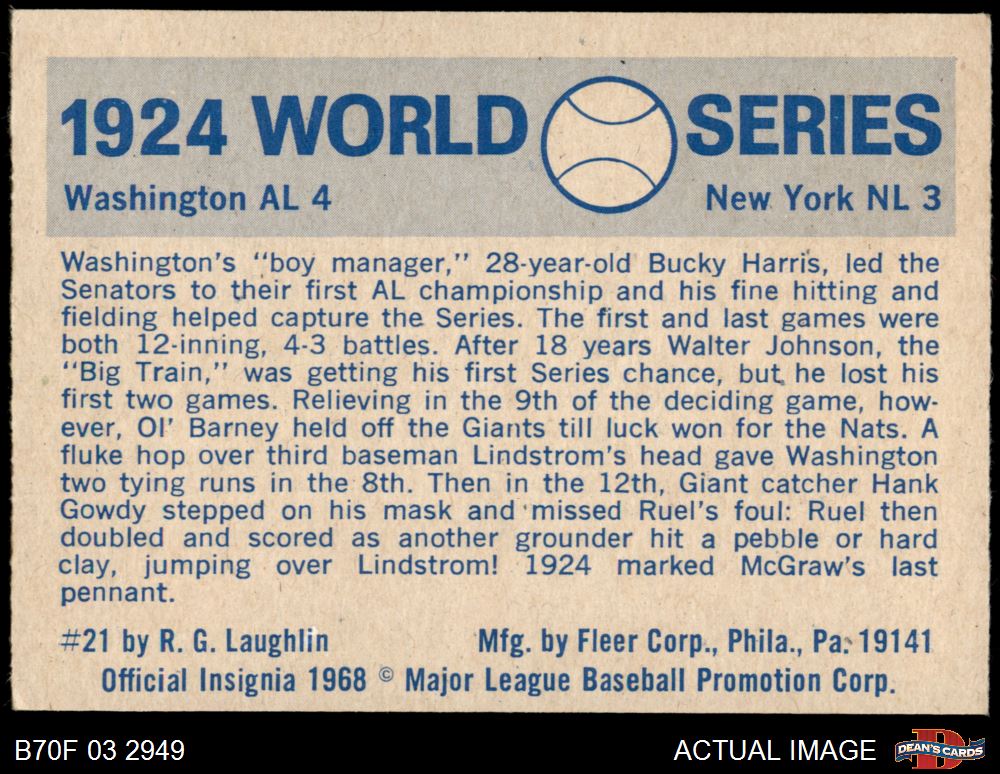 1924 WORLD SERIES
Washington AL 4 New York NL 3
Washington's "boy manager," 28-year-old Bucky Harris, led the
Senators to their first AL championship and his fine hitting and
fielding helped capture the Series. The first and last games were
both 12-inning, 4-3 battles. After 18 years Walter Johnson, the
"Big Train," was getting his first Series chance, but he lost his
first two games. Relieving in the 9th of the deciding game, how-
ever, Ol' Barney held off the Giants till luck won for the Nats. A
fluke hop over third baseman Lindstrom's head gave Washington
two tying runs in the 8th. Then in the 12th, Giant catcher Hank
Gowdy stepped on his mask and missed Ruel's foul: Ruel then
doubled and scored as another grounder hit a pebble or hard
clay, jumping over Lindstrom! 1924 marked McGraw's last
pennant.
#21 by R. G. Laughlin Mfg. by Fleer Corp., Phila., Pa. 19141
Official Insignia 1968 © Major League Baseball Promotion Corp.
B70F 03 2949 ACTUAL IMAGE DEAN'S CARDS